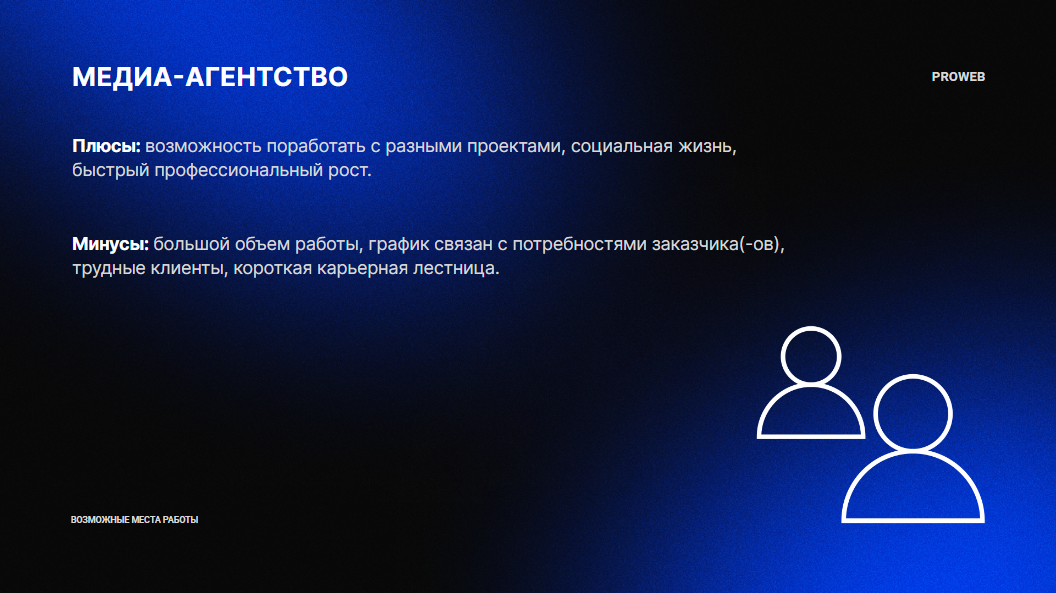 МЕДИА-АГЕНТСТВО
PROWEB
Плюсы: возможность поработать с разными проектами, социальная жизнь,
быстрый профессиональный рост.
Минусы: большой объем работы, график связан с потребностями заказчика(-ов),
трудные клиенты, короткая карьерная лестница.
ВОЗМОЖНЫЕ МЕСТА РАБОТЫ